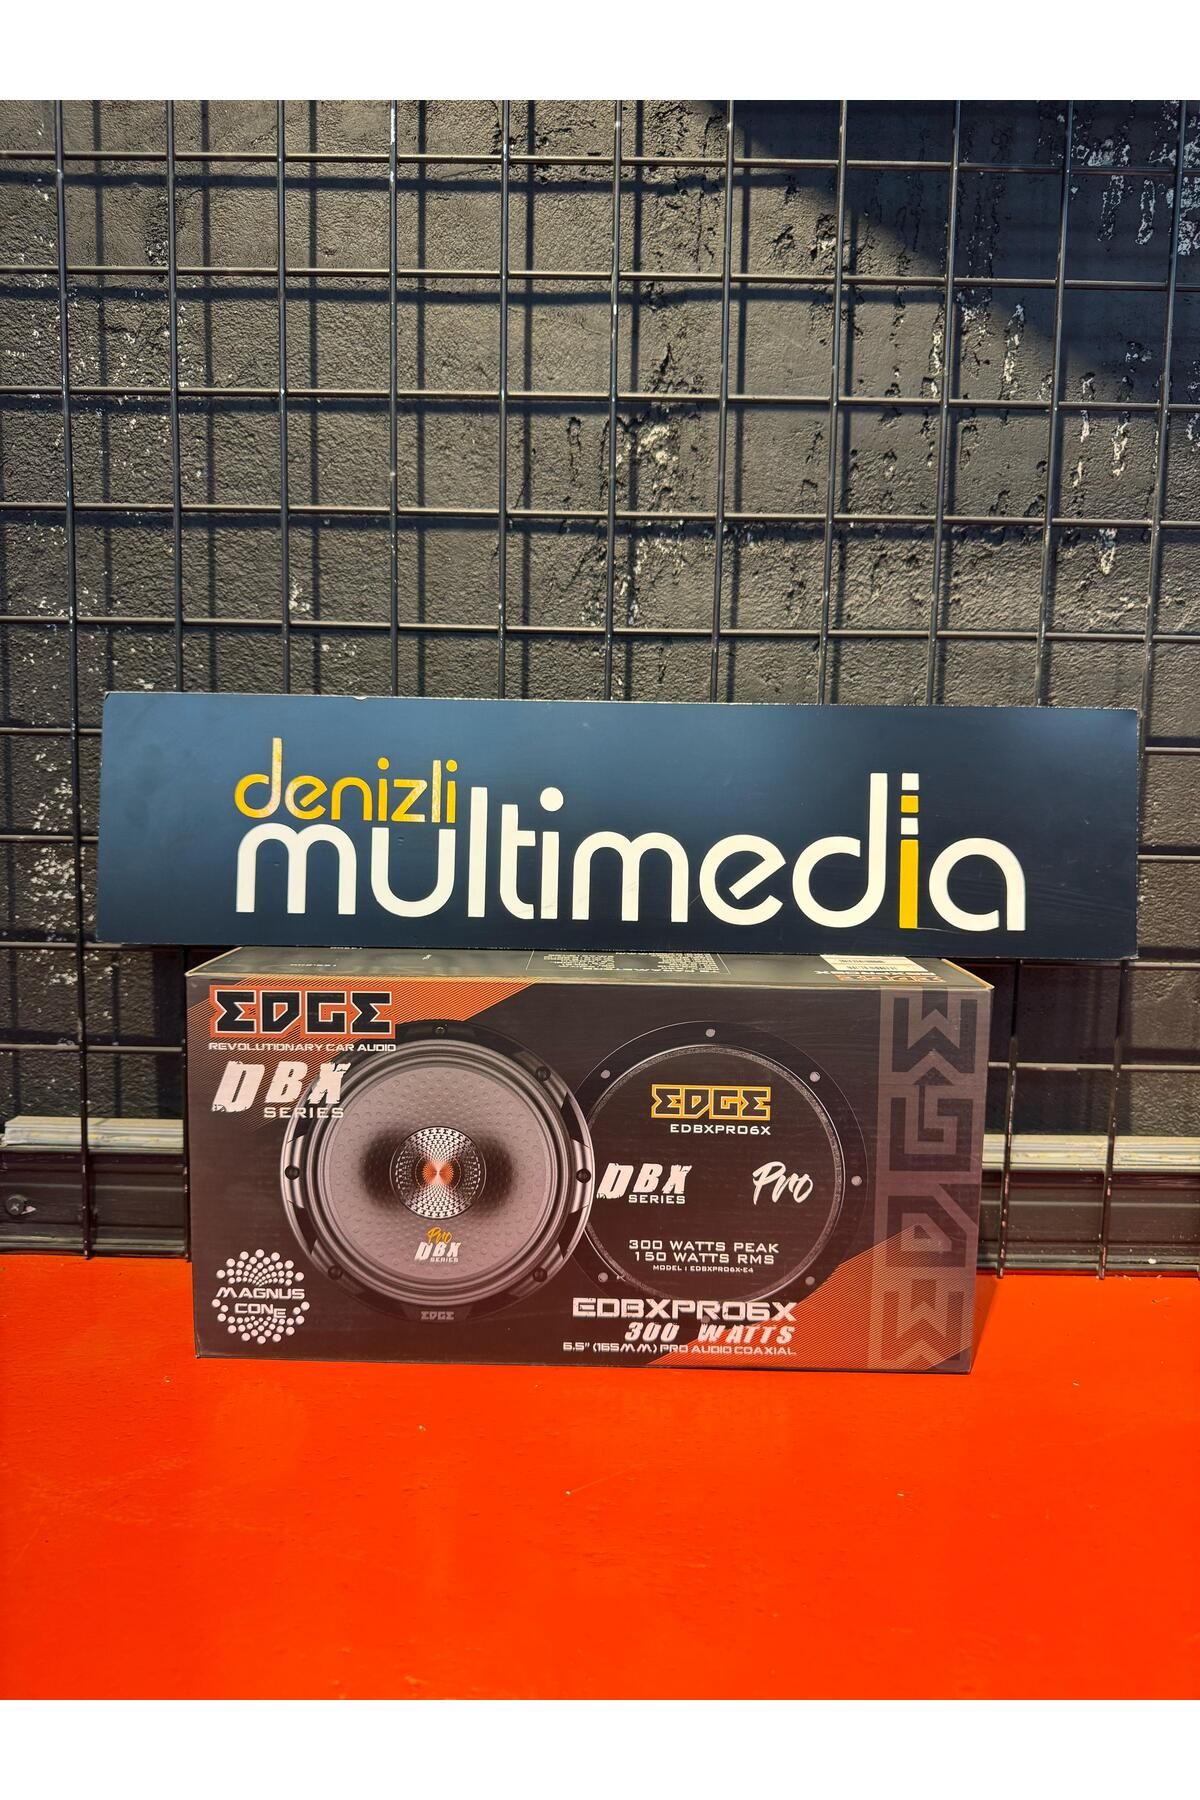 denizli
multimedia
EDGE
REVOLUTIONARY CAR AUDIO
DBX
SERIES
Pro
DBX
SERIES
EDGE
MAGNUS
CONE
EDGE
EDBXPRO6X
DBX
SERIES
Pro
300 WATTS PEAK
150 WATTS RMS
MODEL : EDBXPRO6X-E4
EDBXPRO6X
300 WATTS
6.5" (165MM) PRO AUDIO COAXIAL
EDGE